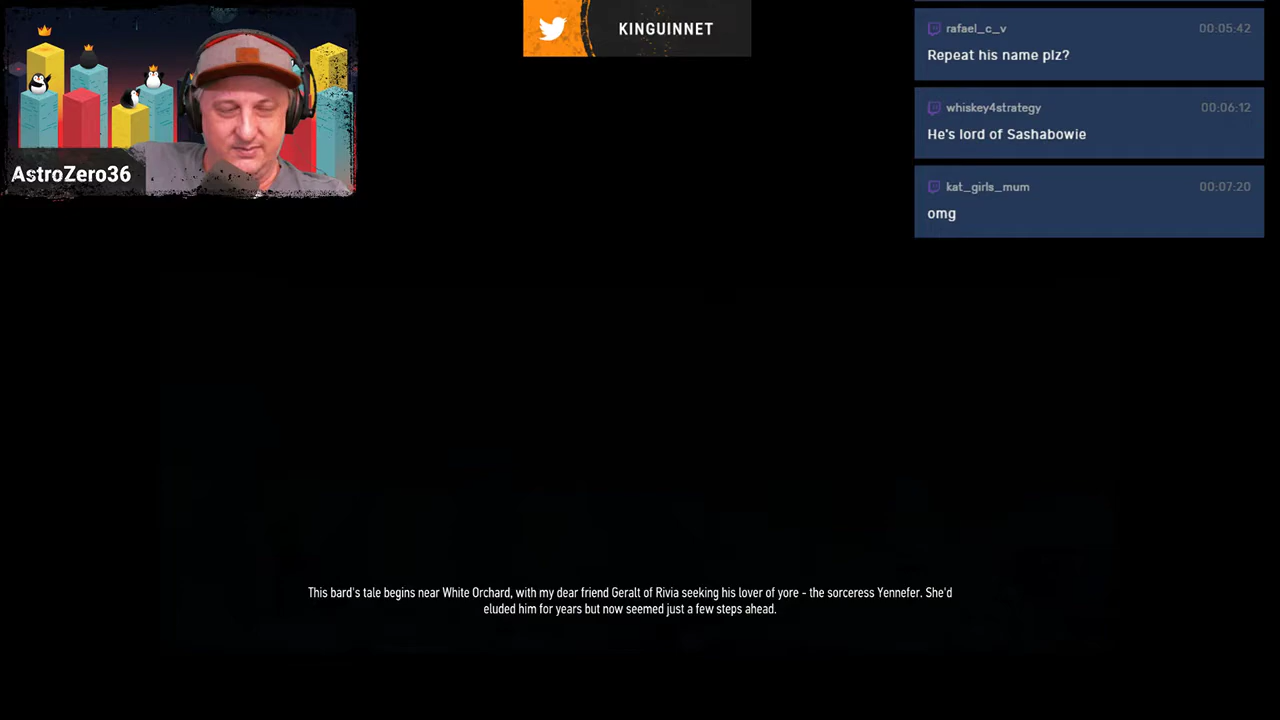 AstroZero36
KINGUINNET
rafael_c_v 00:05:42
Repeat his name plz?
whiskey4strategy 00:06:12
He's lord of Sashabowie
kat_girls_mum 00:07:20
omg
This bard's tale begins near White Orchard, with my dear friend Geralt of Rivia seeking his lover of yore - the sorceress Yennefer. She'd
eluded him for years but now seemed just a few steps ahead.